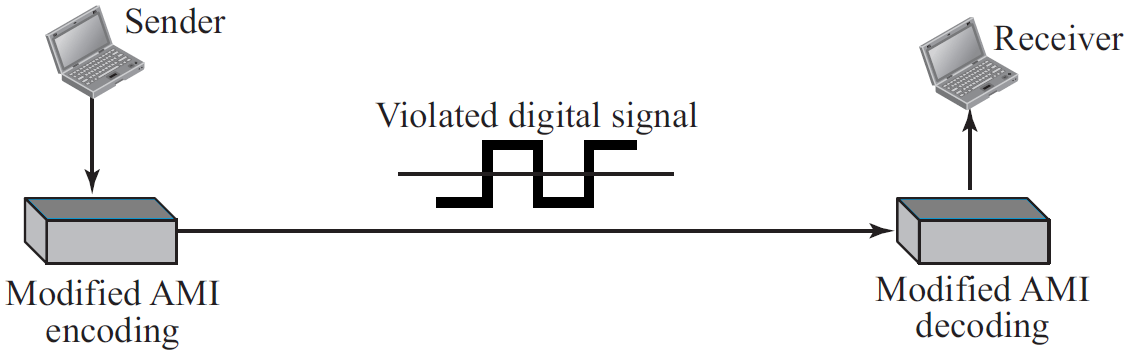 Sender
Receiver
Violated digital signal
Modified AMI
encoding
Modified AMI
decoding